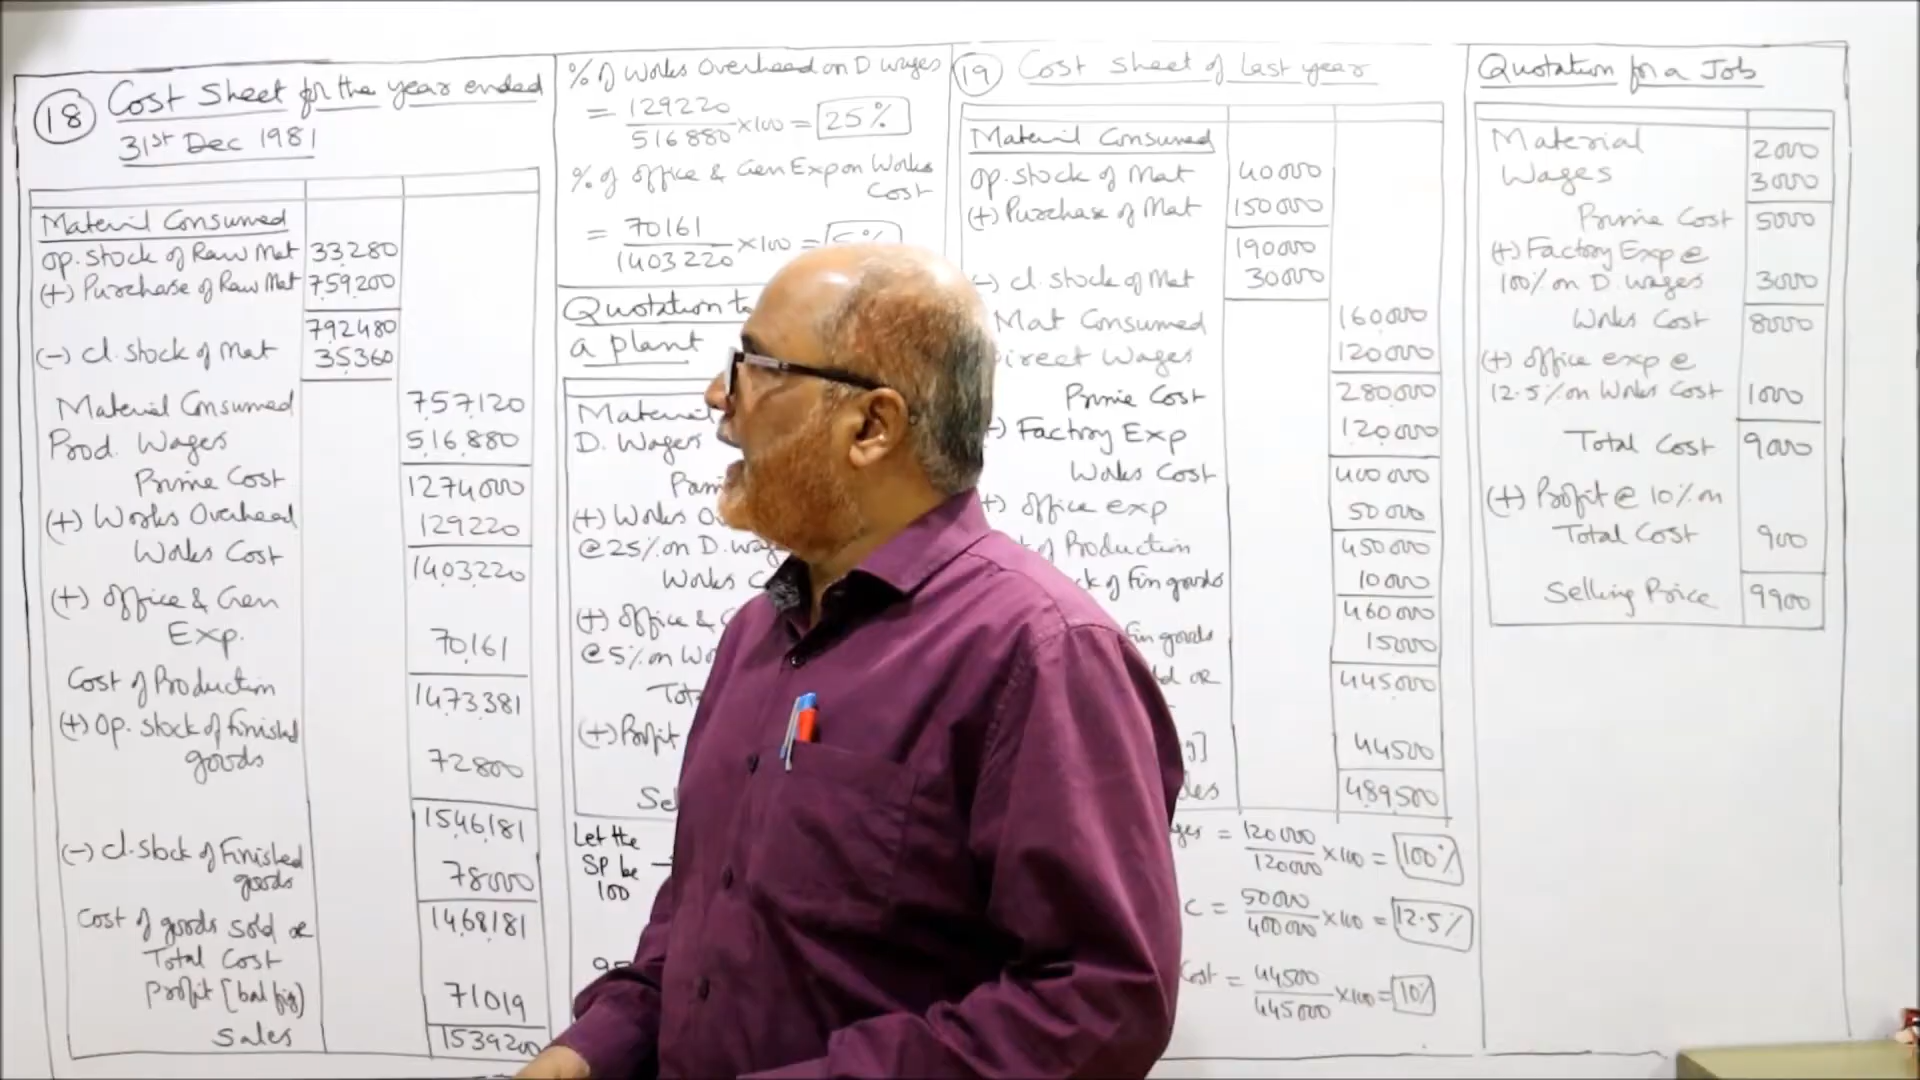 18 Cost Sheet for the year ended
31st Dec 1981
Material Consumed
Op. stock of Raw Mat 33280
(+) Purchase of Raw Mat 759200
792480
(-) Cl. stock of Mat 35360
Material Consumed 757120
Prod. Wages 516880
Prime Cost 1274000
(+) Works Overhead 129220
Works Cost 1403220
(+) office & Gen
Exp. 70161
Cost of Production 1473381
(+) Op. stock of Finished
goods 72800
1546181
(-) Cl. stock of Finished
goods 78000
Cost of goods sold or 1468181
Total Cost
Profit [bal fig] 71019
Sales 1539200
% of Works Overhead on D wages
= 129220
516880 ×100 = 25%
% of office & Gen Exp on Works
Cost
= 70161
1403220 ×100 = 5%
Quotation to
a plant
Material
D. Wages
(+) Works
@ 25% on D.
Works
(+) office &
@ 5% on
(+) Profit
Let the
SP be
100
19 Cost Sheet of Last year
Material Consumed
Op. stock of Mat 40000
(+) Purchase of Mat 150000
190000
(-) cl. stock of Mat 30000
Mat Consumed 160000
Direct Wages 120000
Prime Cost 280000
(+) Factory Exp 120000
Works Cost 400000
(+) office exp 50000
of Production 450000
of Fin goods 10000
460000
Fin goods 15000
or 445000
44500
489500
= 120000
120000 ×100 = 100%
C = 50000
400000 ×100 = 12.5%
Cost = 44500
445000 ×100 = 10%
Quotation for a Job
Material 2000
Wages 3000
Prime Cost 5000
(+) Factory Exp @
100% on D. wages 3000
Works Cost 8000
(+) office exp @
12.5% on Works Cost 1000
Total Cost 9000
(+) Profit @ 10% on
Total Cost 900
Selling Price 9900